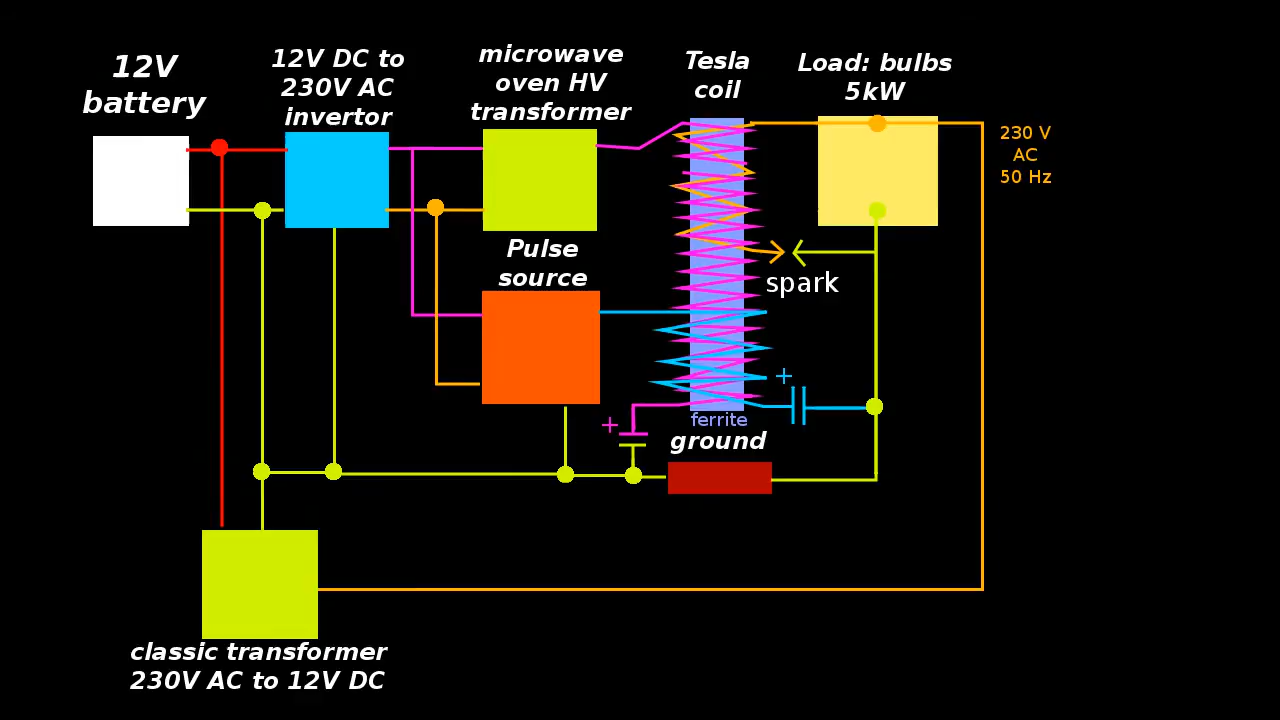 12V
battery
12V DC to
230V AC
invertor
microwave
oven HV
transformer
Tesla
coil
Load: bulbs
5kW
230 V
AC
50 Hz
Pulse
source
spark
+
+
ferrite
ground
classic transformer
230V AC to 12V DC